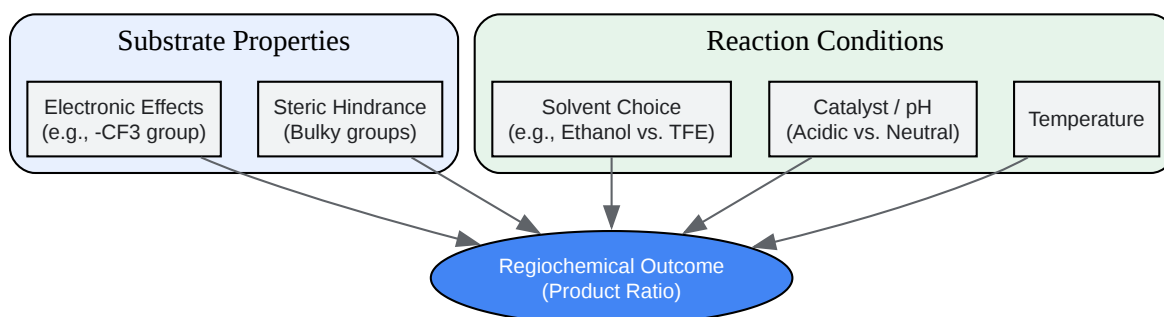 Substrate Properties
Reaction Conditions
Electronic Effects
(e.g., -CF3 group)
Steric Hindrance
(Bulky groups)
Solvent Choice
(e.g., Ethanol vs. TFE)
Catalyst / pH
(Acidic vs. Neutral)
Temperature
Regiochemical Outcome
(Product Ratio)